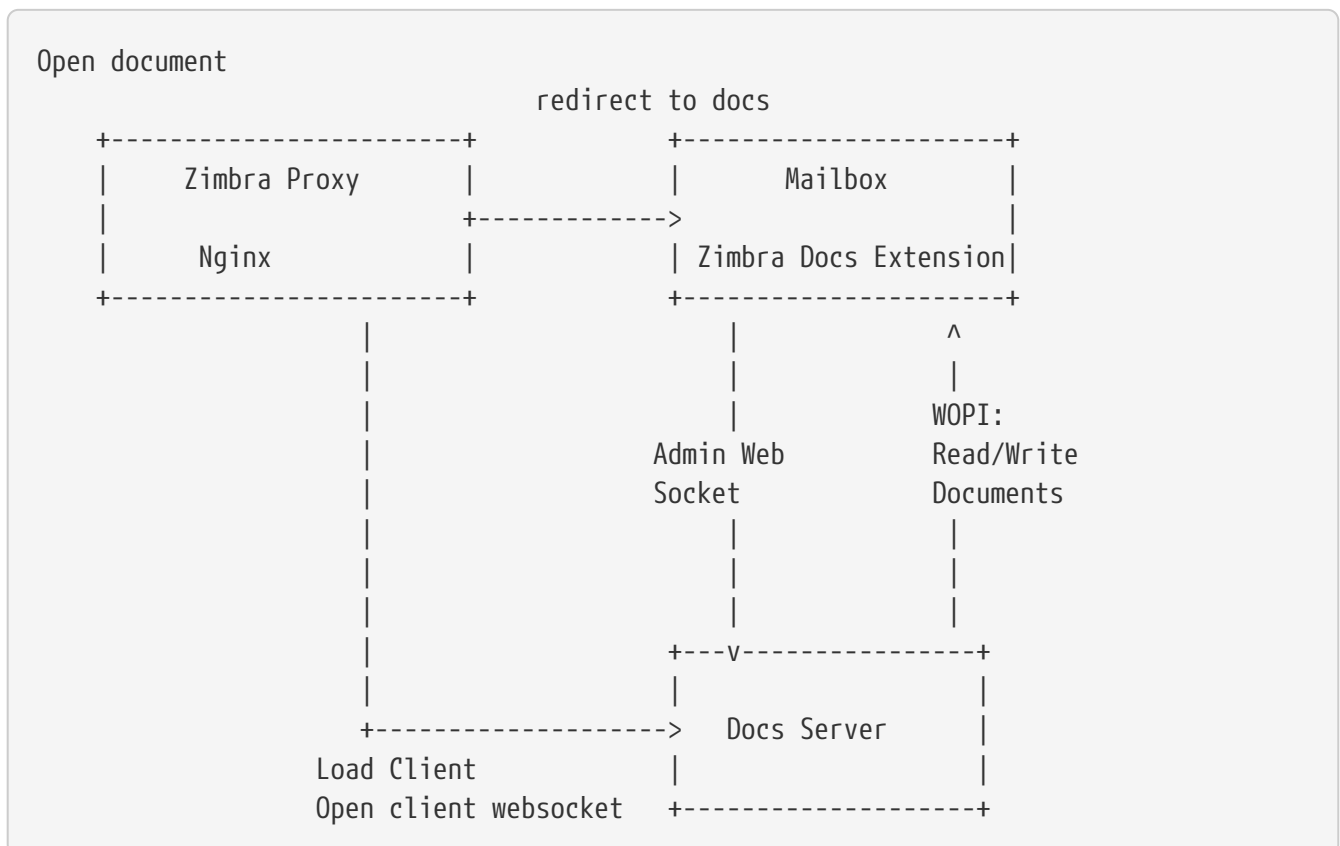 Open document
redirect to docs
+------------------------+ +----------------------+
| Zimbra Proxy | | Mailbox |
| +-------------> |
| Nginx | | Zimbra Docs Extension|
+------------------------+ +----------------------+
| | ^
| | |
| | WOPI:
| Admin Web Read/Write
| Socket Documents
| | |
| | |
| | |
| +---v----------------+
| | |
+--------------------> Docs Server |
Load Client | |
Open client websocket +--------------------+